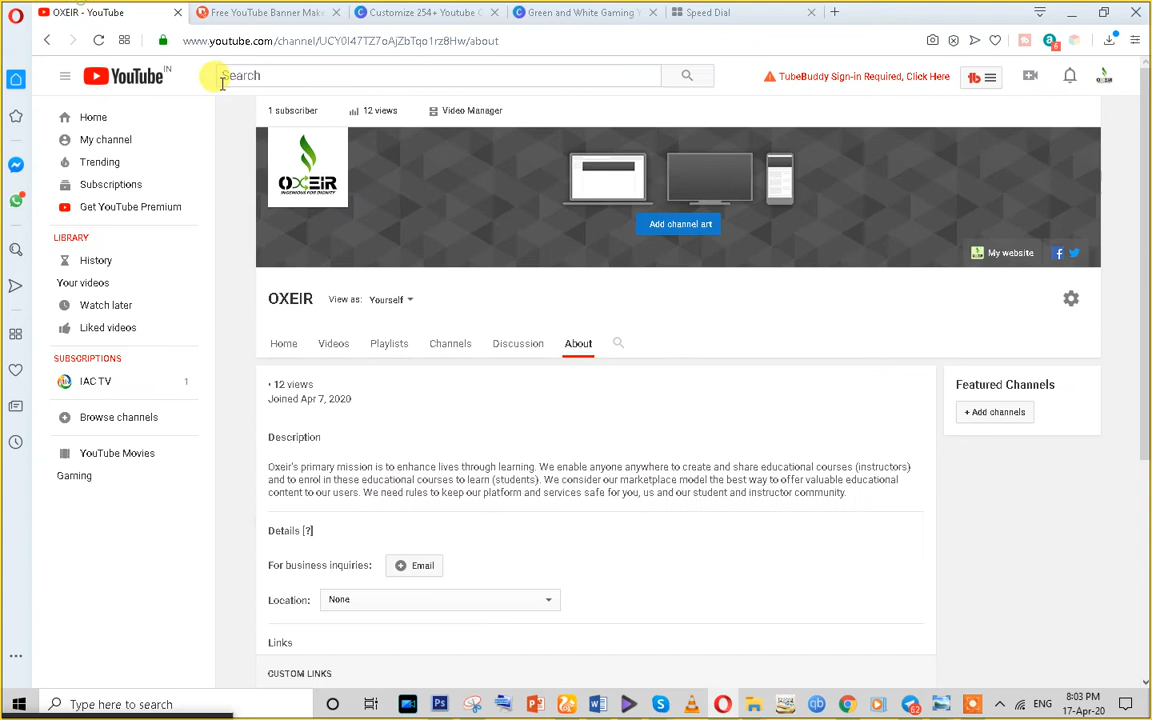 OXEIR - YouTube
Free YouTube Banner Make
Customize 254+ Youtube C
Green and White Gaming Y
Speed Dial
www.youtube.com/channel/UCY0I47TZ7oAjZbTqo1rz8Hw/about
6
YouTube IN
Search
TubeBuddy Sign-in Required, Click Here
tb
1 subscriber
12 views
Video Manager
Home
My channel
Trending
Subscriptions
Get YouTube Premium
LIBRARY
History
Your videos
Watch later
Liked videos
SUBSCRIPTIONS
IAC TV 1
Browse channels
YouTube Movies
Gaming
OXEIR
INGENIOUS FOR DIGNITY
Add channel art
My website
OXEIR
View as: Yourself
Home
Videos
Playlists
Channels
Discussion
About
• 12 views
Joined Apr 7, 2020
Description
Oxeir's primary mission is to enhance lives through learning. We enable anyone anywhere to create and share educational courses (instructors)
and to enrol in these educational courses to learn (students). We consider our marketplace model the best way to offer valuable educational
content to our users. We need rules to keep our platform and services safe for you, us and our student and instructor community.
Details [?]
For business inquiries: Email
Location: None
Links
CUSTOM LINKS
Featured Channels
+ Add channels
Type here to search
62
ENG
8:03 PM
17-Apr-20